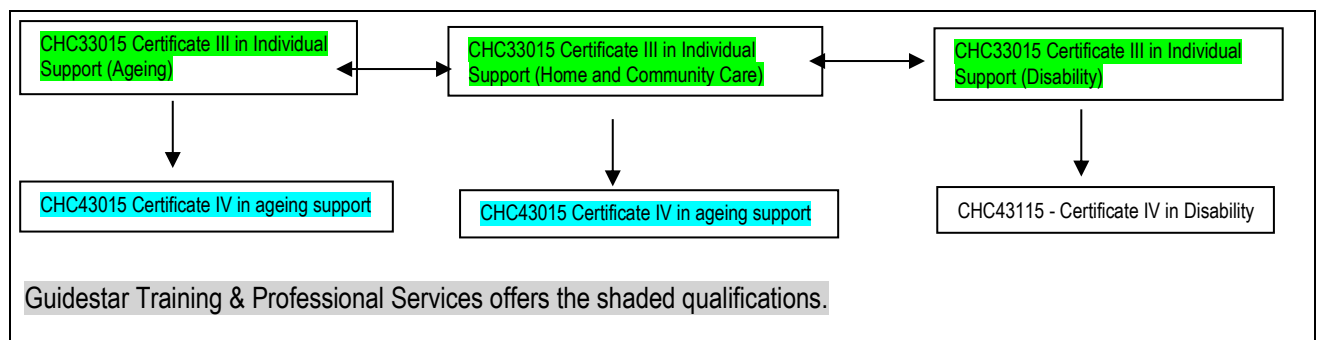 CHC33015 Certificate III in Individual
Support (Ageing)
CHC33015 Certificate III in Individual
Support (Home and Community Care)
CHC33015 Certificate III in Individual
Support (Disability)
CHC43015 Certificate IV in ageing support
CHC43015 Certificate IV in ageing support
CHC43115 - Certificate IV in Disability
Guidestar Training & Professional Services offers the shaded qualifications.